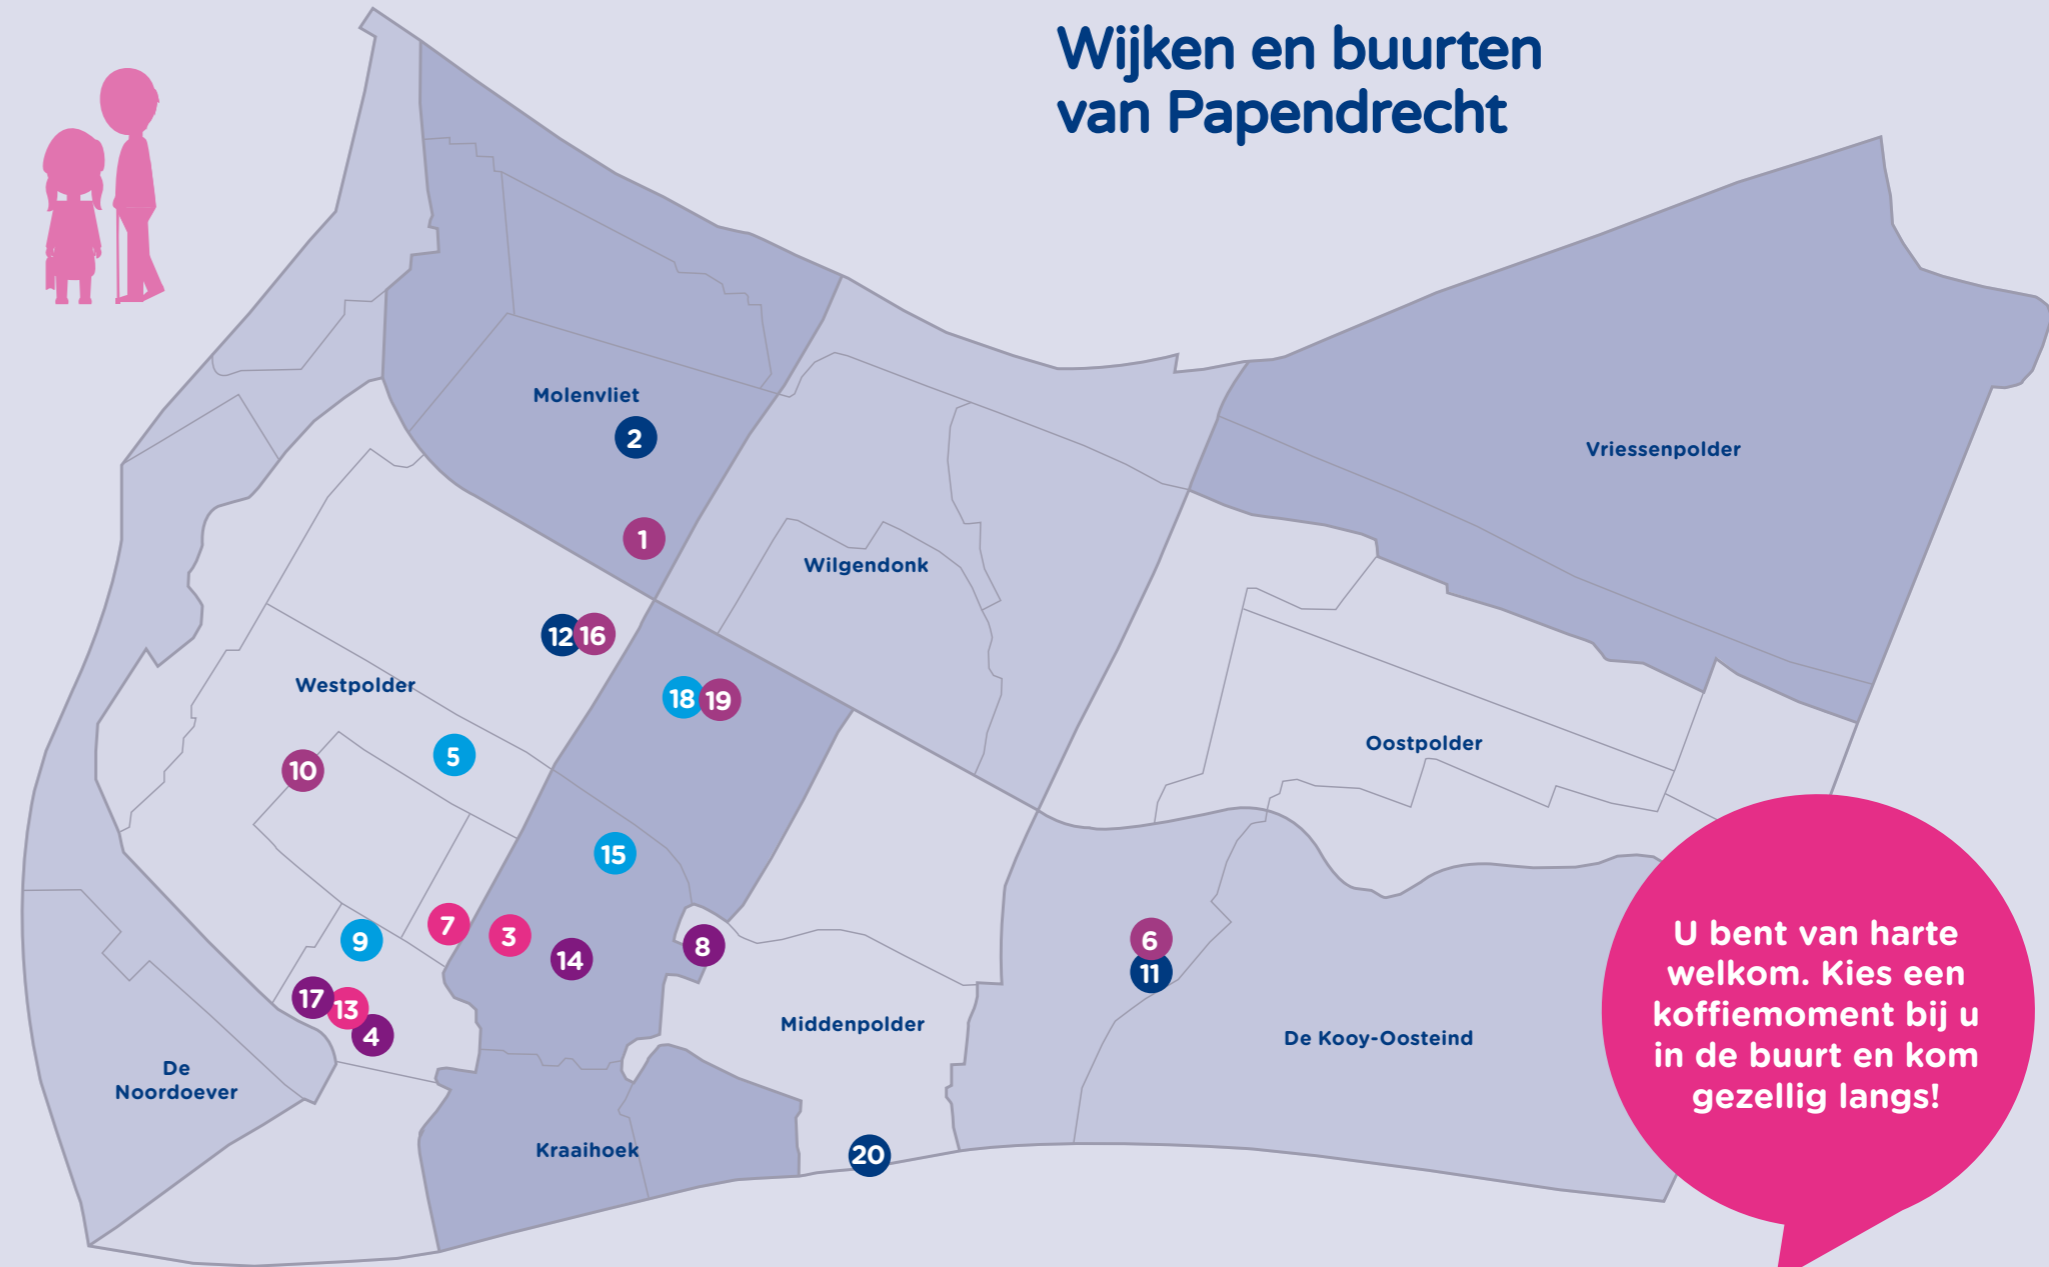 Wijken en buurten
van Papendrecht
Molenvliet
2
Vriessenpolder
1
Wilgendonk
12 16
Westpolder
18 19
Oostpolder
5
10
15
7
3
9
14
8
6
11
17
13
4
Middenpolder
De Kooy-Oosteind
De
Noordoever
Kraaihoek
20
U bent van harte
welkom. Kies een
koffiemoment bij u
in de buurt en kom
gezellig langs!